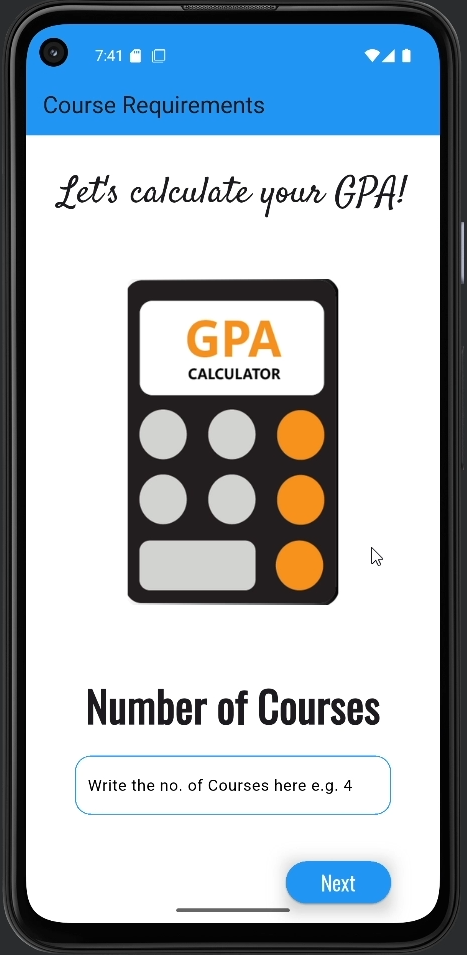 7:41
Course Requirements
Let's calculate your GPA!
GPA
CALCULATOR
Number of Courses
Write the no. of Courses here e.g. 4
Next